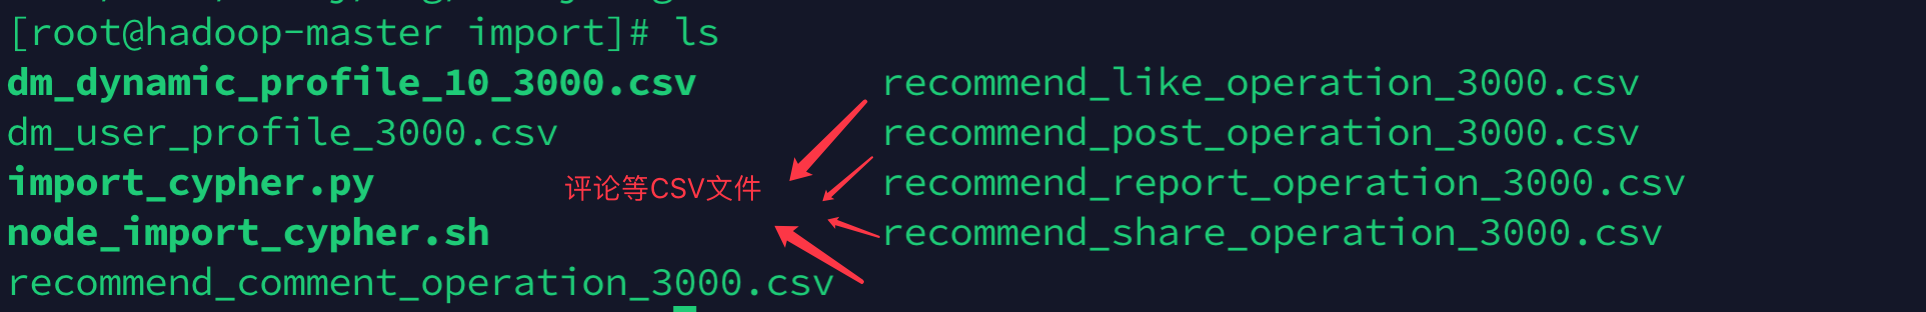 [root@hadoop-master import]# ls
dm_dynamic_profile_10_3000.csv recommend_like_operation_3000.csv
dm_user_profile_3000.csv recommend_post_operation_3000.csv
import_cypher.py 评论等CSV文件 recommend_report_operation_3000.csv
node_import_cypher.sh recommend_share_operation_3000.csv
recommend_comment_operation_3000.csv